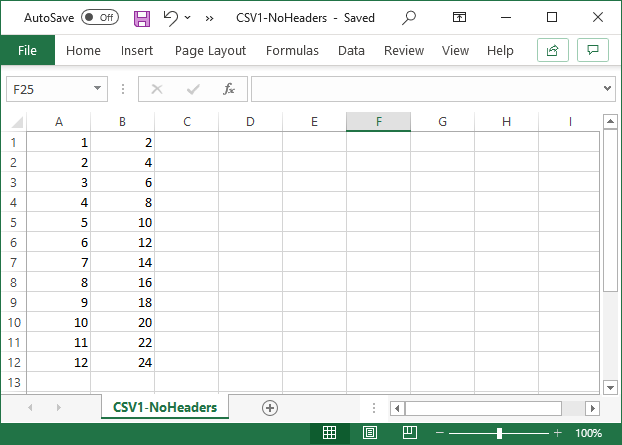 AutoSave Off CSV1-NoHeaders - Saved
File Home Insert Page Layout Formulas Data Review View Help
F25 fx
A B C D E F G H I
1 1 2
2 2 4
3 3 6
4 4 8
5 5 10
6 6 12
7 7 14
8 8 16
9 9 18
10 10 20
11 11 22
12 12 24
13
CSV1-NoHeaders
100%